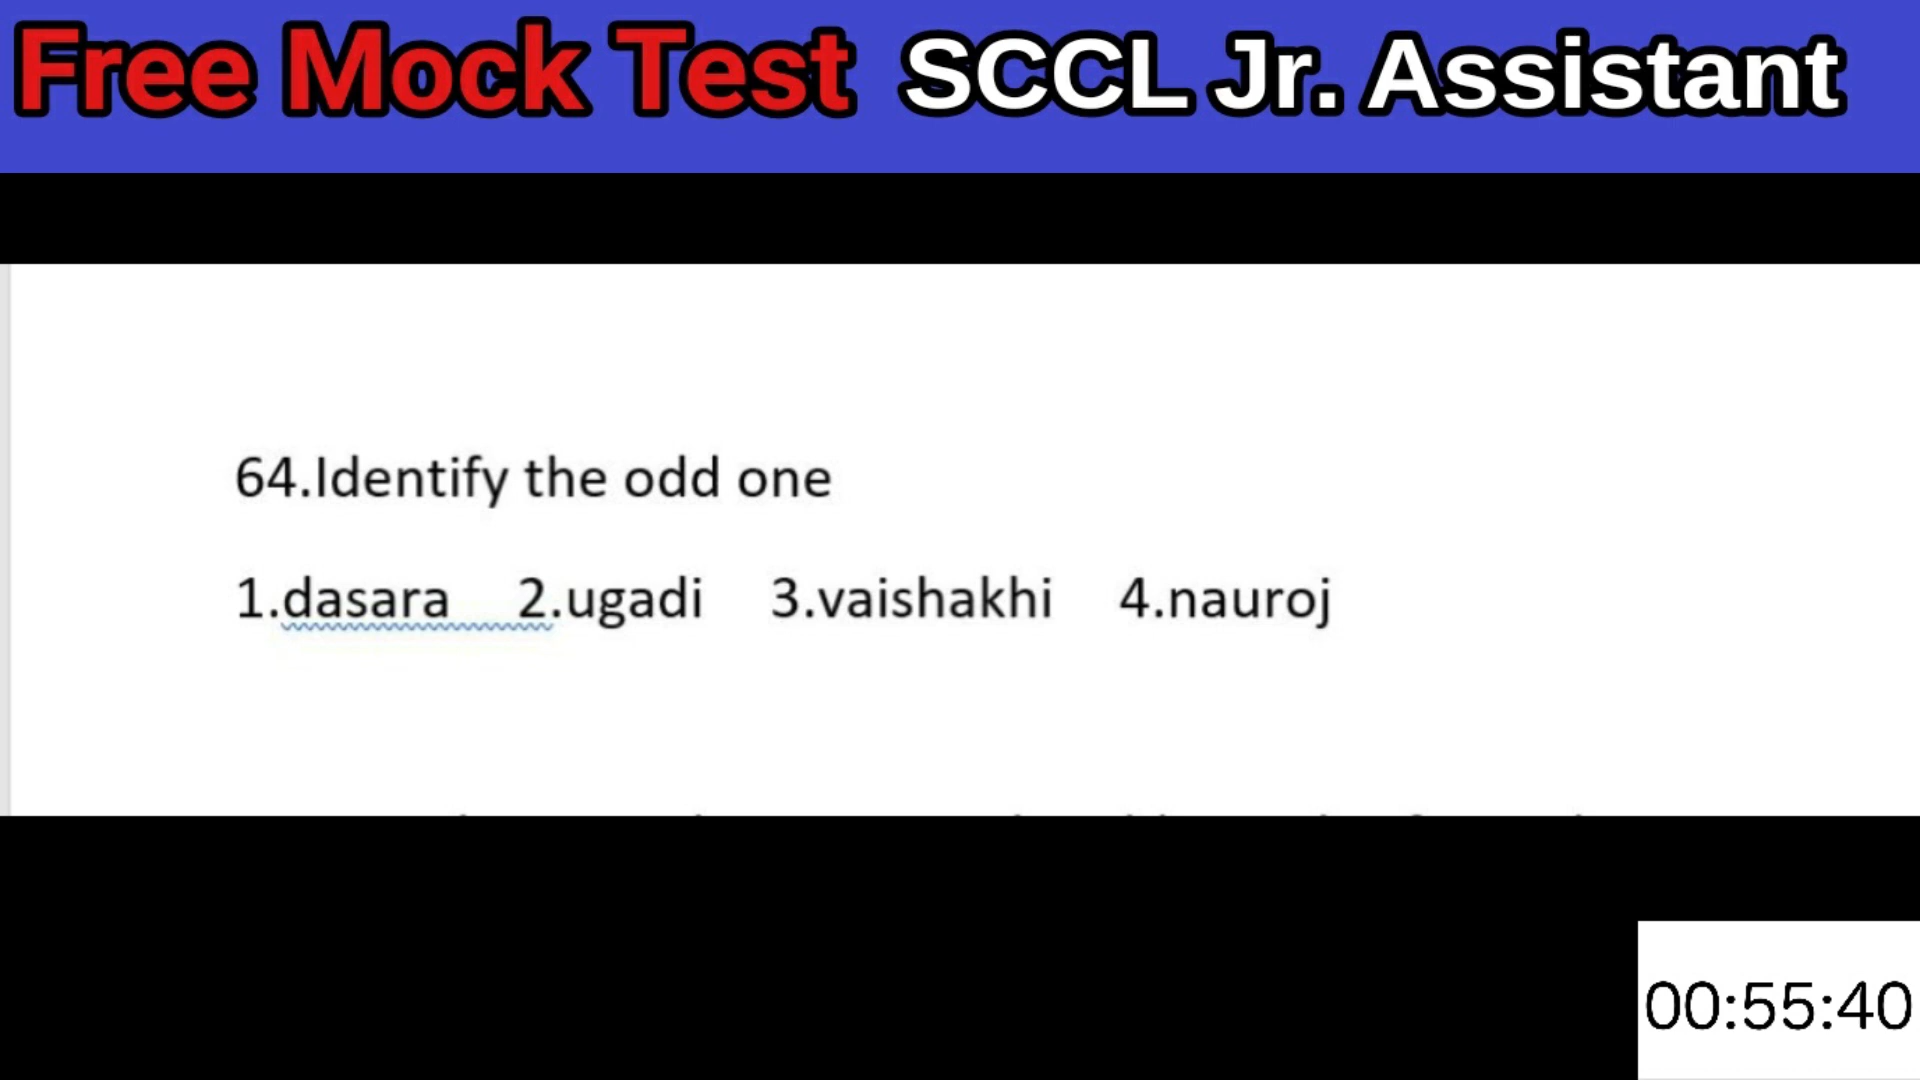 Free Mock Test SCCL Jr. Assistant
64.Identify the odd one
1.dasara 2.ugadi 3.vaishakhi 4.nauroj
00:55:40